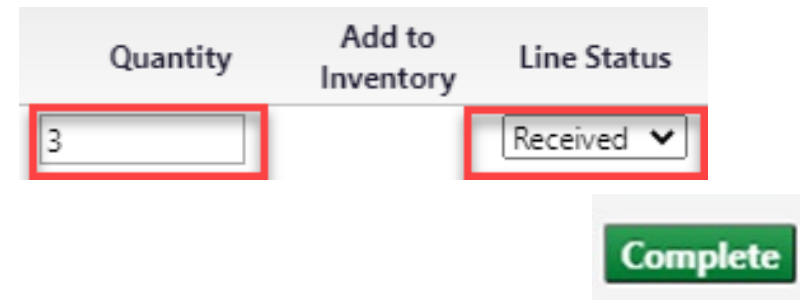 Quantity
Add to
Inventory
Line Status
3
Received
Complete